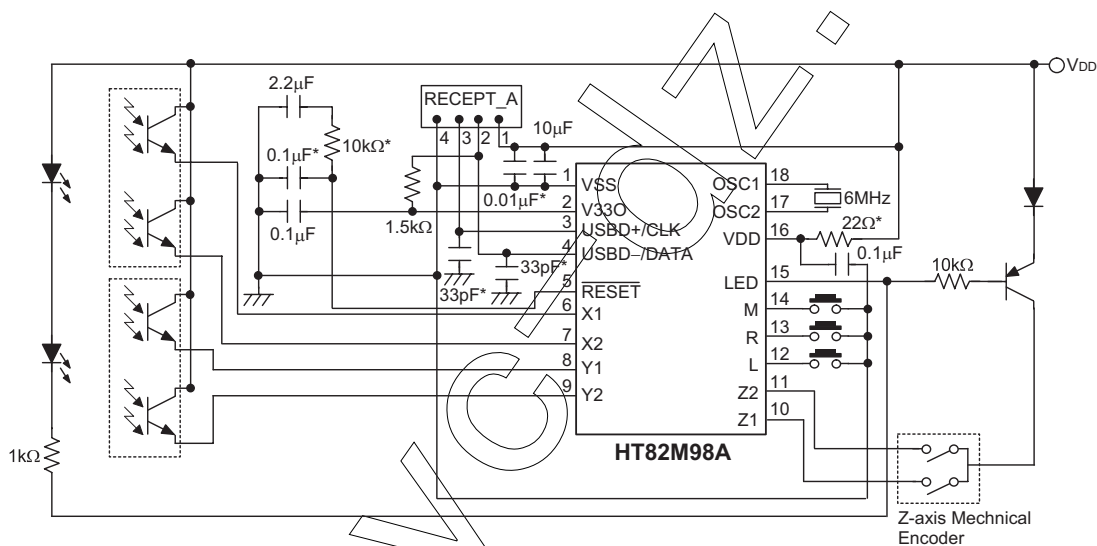 VDD
2.2μF
RECEPT_A
4 3 2 1
10μF
10kΩ*
0.1μF*
0.1μF
1.5kΩ
0.01μF*
33pF*
33pF*
1 VSS
2 V33O
3 USBD+/CLK
4 USBD–/DATA
5 RESET
6 X1
7 X2
8 Y1
9 Y2
OSC1 18
OSC2 17
VDD 16
LED 15
M 14
R 13
L 12
Z2 11
Z1 10
6MHz
22Ω*
0.1μF
10kΩ
1kΩ
HT82M98A
Z-axis Mechnical
Encoder